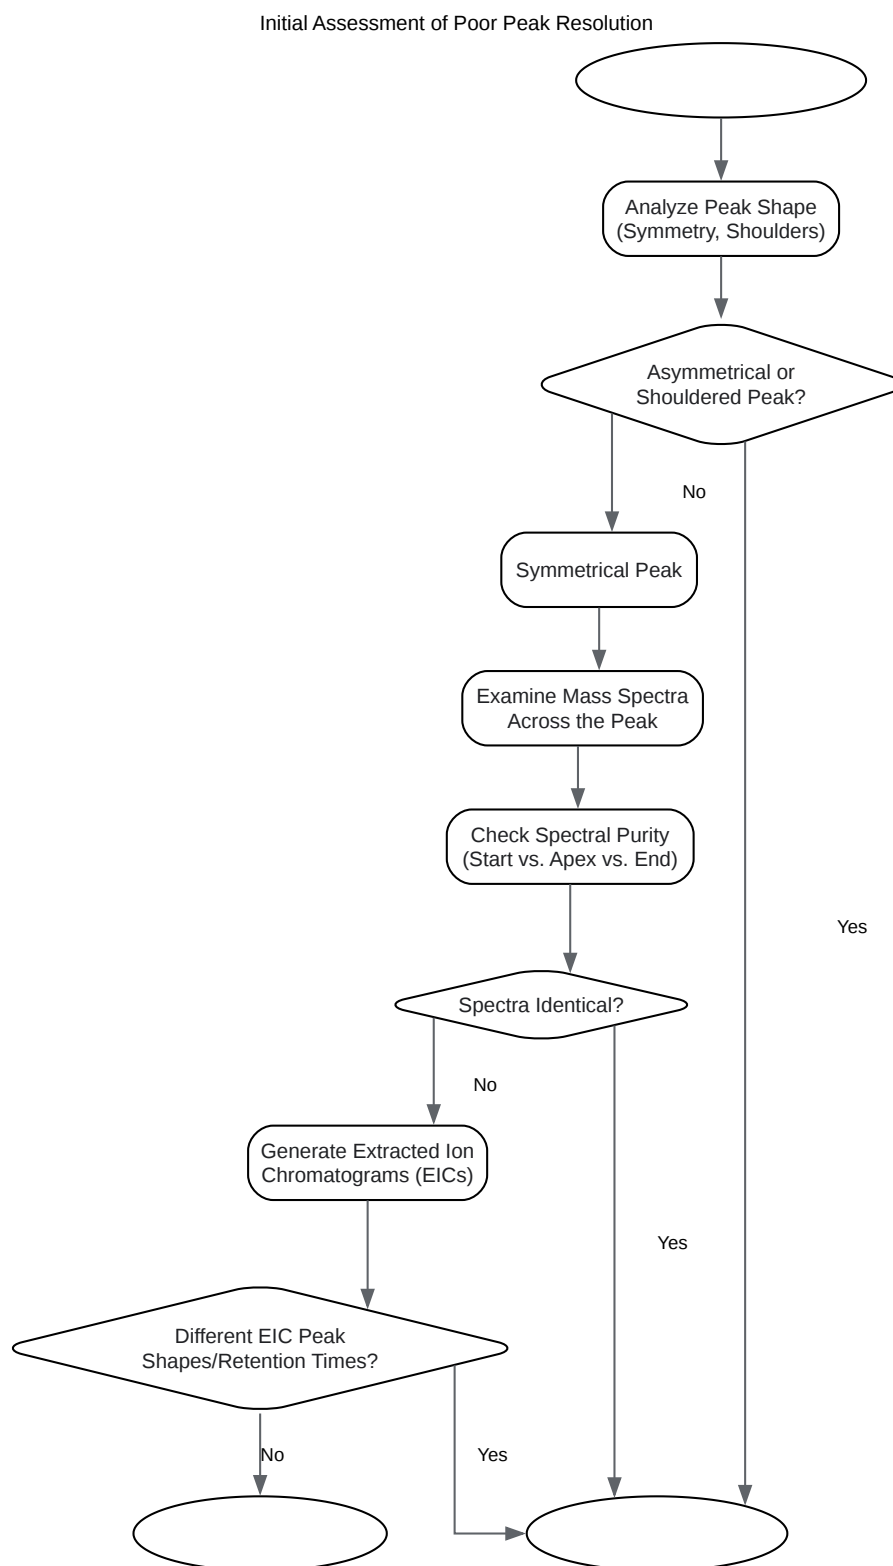 Initial Assessment of Poor Peak Resolution
Analyze Peak Shape
(Symmetry, Shoulders)
Asymmetrical or
Shouldered Peak?
No
Symmetrical Peak
Examine Mass Spectra
Across the Peak
Check Spectral Purity
(Start vs. Apex vs. End)
Yes
Spectra Identical?
No
Generate Extracted Ion
Chromatograms (EICs)
Yes
Different EIC Peak
Shapes/Retention Times?
No
Yes